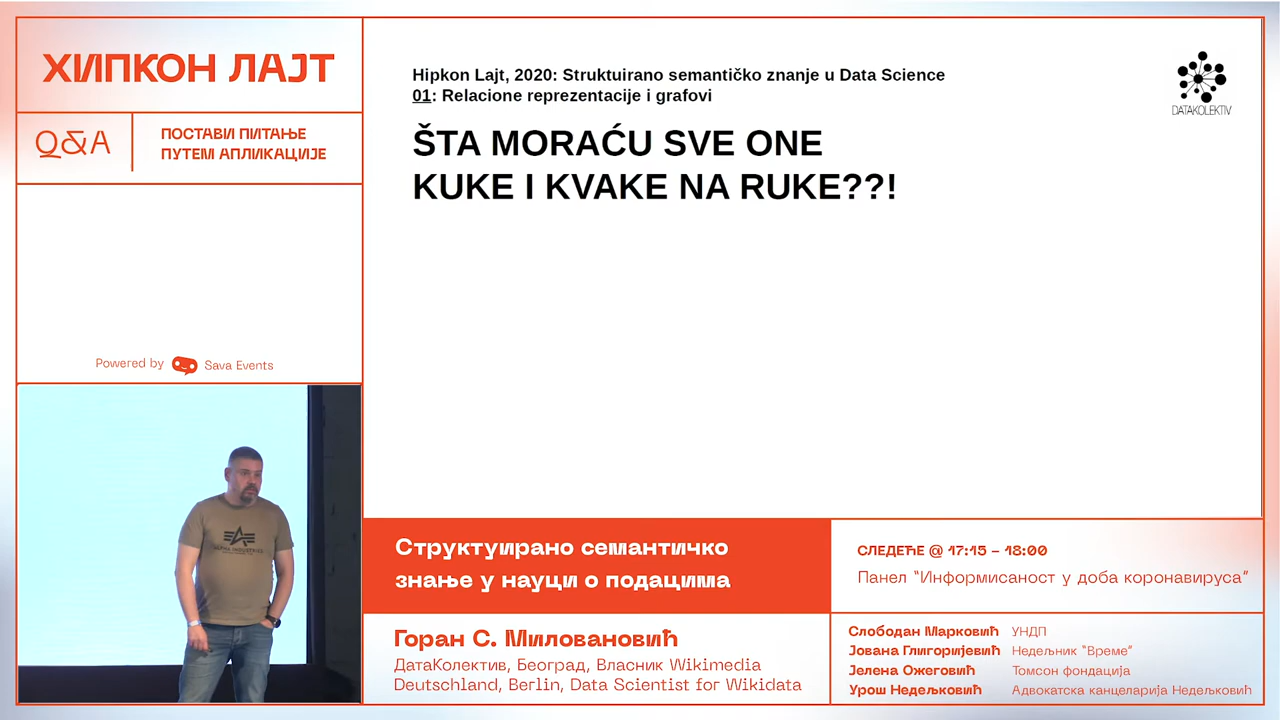 ХИПКОН ЛАЈТ
Q&A
ПОСТАВИ ПИТАЊЕ
ПУТЕМ АПЛИКАЦИЈЕ
Powered by Sava Events
Hipkon Lajt, 2020: Struktuirano semantičko znanje u Data Science
01: Relacione reprezentacije i grafovi
DATAKOLEKTIV
ŠTA MORAĆU SVE ONE
KUKE I KVAKE NA RUKE??!
ALPHA INDUSTRIES
Структуирано семантичко
знање у науци о подацима
Горан С. Миловановић
ДатаКолектив, Београд, Власник Wikimedia
Deutschland, Berlin, Data Scientist for Wikidata
СЛЕДЕЋЕ @ 17:15 – 18:00
Панел “Информисаност у доба коронавируса”
Слободан Марковић УНДП
Јована Глигоријевић Недељник “Време”
Јелена Ожеговић Томсон фондација
Урош Недељковић Адвокатска канцеларија Недељковић